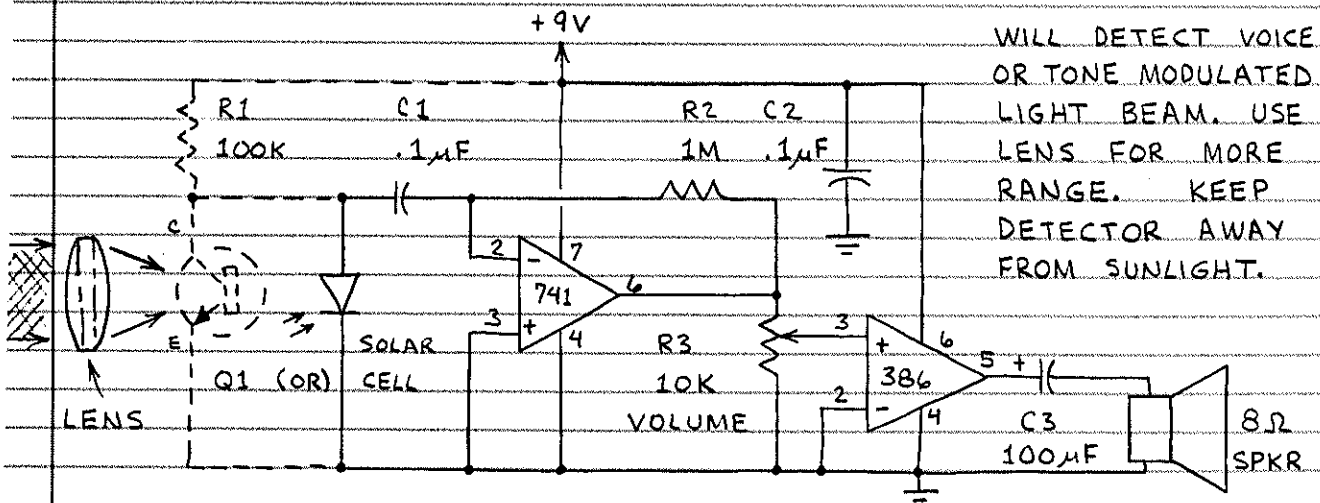 +9V
WILL DETECT VOICE
OR TONE MODULATED
LIGHT BEAM. USE
LENS FOR MORE
RANGE. KEEP
DETECTOR AWAY
FROM SUNLIGHT.
R1
100K
C1
.1µF
R2
1M
C2
.1µF
C
E
Q1 (OR)
SOLAR
CELL
LENS
2
-
3
+
741
7
4
6
R3
10K
VOLUME
3
+
2
-
386
6
5
4
+
C3
100µF
8Ω
SPKR